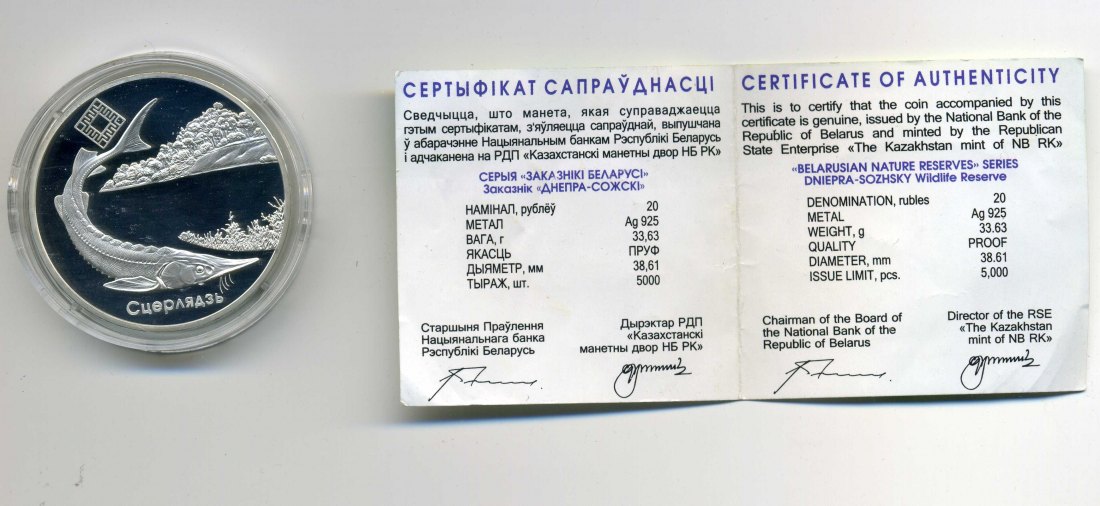 Сцерлядзь
СЕРТЫФІКАТ САПРАЎДНАСЦІ
Сведчыцца, што манета, якая суправаджаецца
гэтым сертыфікатам, з'яўляецца сапраўднай, выпушчана
ў абарачэнне Нацыянальным банкам Рэспублікі Беларусь
і адчаканена на РДП «Казахстанскі манетны двор НБ РК»
СЕРЫЯ «ЗАКАЗНІКІ БЕЛАРУСІ»
Заказнік «ДНЕПРА-СОЖСКІ»
НАМІНАЛ, рублёў 20
МЕТАЛ Ag 925
ВАГА, г 33,63
ЯКАСЦЬ ПРУФ
ДЫЯМЕТР, мм 38,61
ТЫРАЖ, шт. 5000
Старшыня Праўлення
Нацыянальнага банка
Рэспублікі Беларусь
Дырэктар РДП
«Казахстанскі
манетны двор НБ РК»
CERTIFICATE OF AUTHENTICITY
This is to certify that the coin accompanied by this
certificate is genuine, issued by the National Bank of the
Republic of Belarus and minted by the Republican
State Enterprise «The Kazakhstan mint of NB RK»
«BELARUSIAN NATURE RESERVES» SERIES
DNIEPRA-SOZHSKY Wildlife Reserve
DENOMINATION, rubles 20
METAL Ag 925
WEIGHT, g 33.63
QUALITY PROOF
DIAMETER, mm 38.61
ISSUE LIMIT, pcs. 5,000
Chairman of the Board of
the National Bank of the
Republic of Belarus
Director of the RSE
«The Kazakhstan
mint of NB RK»